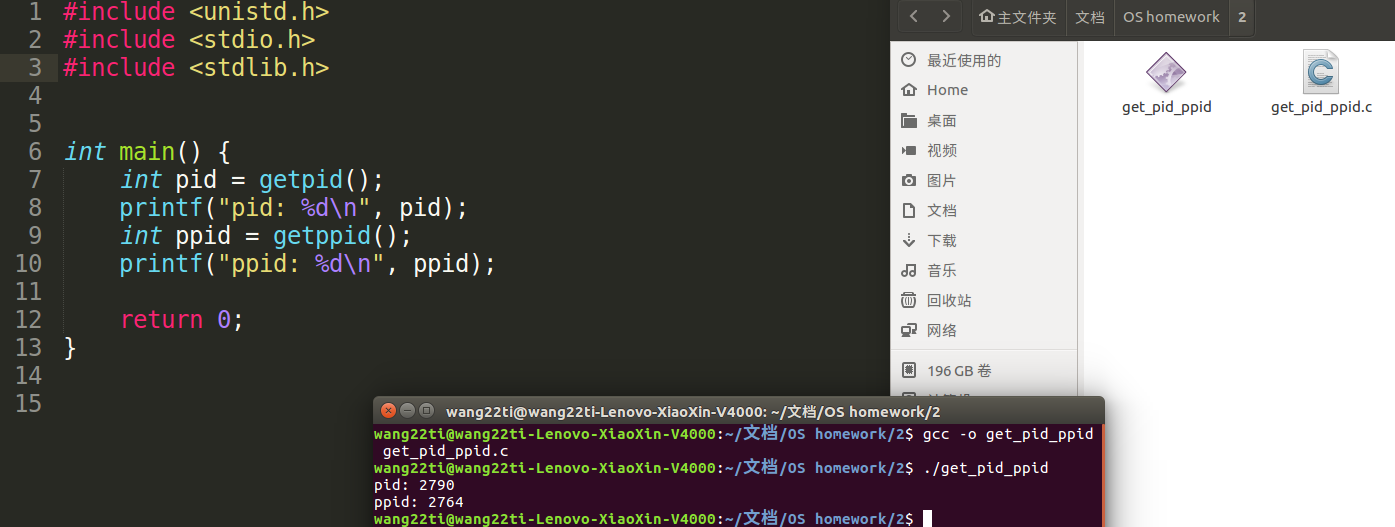 1 #include <unistd.h>
2 #include <stdio.h>
3 #include <stdlib.h>
4
5
6 int main() {
7 int pid = getpid();
8 printf("pid: %d\n", pid);
9 int ppid = getppid();
10 printf("ppid: %d\n", ppid);
11
12 return 0;
13 }
14
15
主文件夹 文档 OS homework 2
最近使用的
Home
桌面
视频
图片
文档
下载
音乐
回收站
网络
196 GB 卷
get_pid_ppid
get_pid_ppid.c
wang22ti@wang22ti-Lenovo-XiaoXin-V4000: ~/文档/OS homework/2
wang22ti@wang22ti-Lenovo-XiaoXin-V4000:~/文档/OS homework/2$ gcc -o get_pid_ppid
get_pid_ppid.c
wang22ti@wang22ti-Lenovo-XiaoXin-V4000:~/文档/OS homework/2$ ./get_pid_ppid
pid: 2790
ppid: 2764
wang22ti@wang22ti-Lenovo-XiaoXin-V4000:~/文档/OS homework/2$